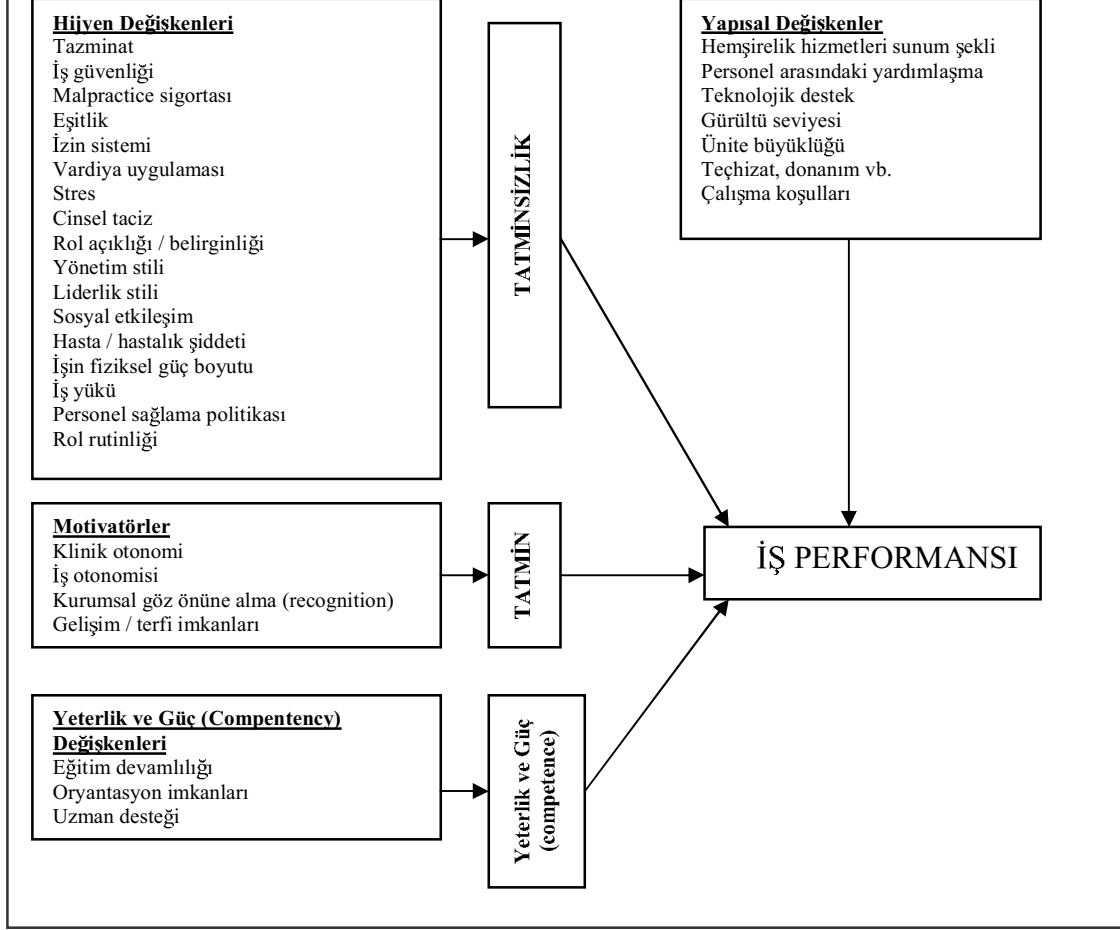 Hijyen Değişkenleri
Tazminat
İş güvenliği
Malpractice sigortası
Eşitlik
İzin sistemi
Vardiya uygulaması
Stres
Cinsel taciz
Rol açıklığı / belirginliği
Yönetim stili
Liderlik stili
Sosyal etkileşim
Hasta / hastalık şiddeti
İşin fiziksel güç boyutu
İş yükü
Personel sağlama politikası
Rol rutinliği
TATMİNSİZLİK
Yapısal Değişkenler
Hemşirelik hizmetleri sunum şekli
Personel arasındaki yardımlaşma
Teknolojik destek
Gürültü seviyesi
Ünite büyüklüğü
Teçhizat, donanım vb.
Çalışma koşulları
Motivatörler
Klinik otonomi
İş otonomisi
Kurumsal göz önüne alma (recognition)
Gelişim / terfi imkanları
TATMİN
İŞ PERFORMANSI
Yeterlik ve Güç (Compentency)
Değişkenleri
Eğitim devamlılığı
Oryantasyon imkanları
Uzman desteği
Yeterlik ve Güç
(competence)